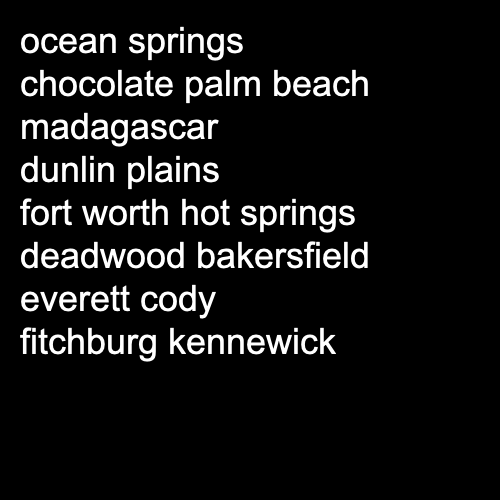 ocean springs
chocolate palm beach
madagascar
dunlin plains
fort worth hot springs
deadwood bakersfield
everett cody
fitchburg kennewick